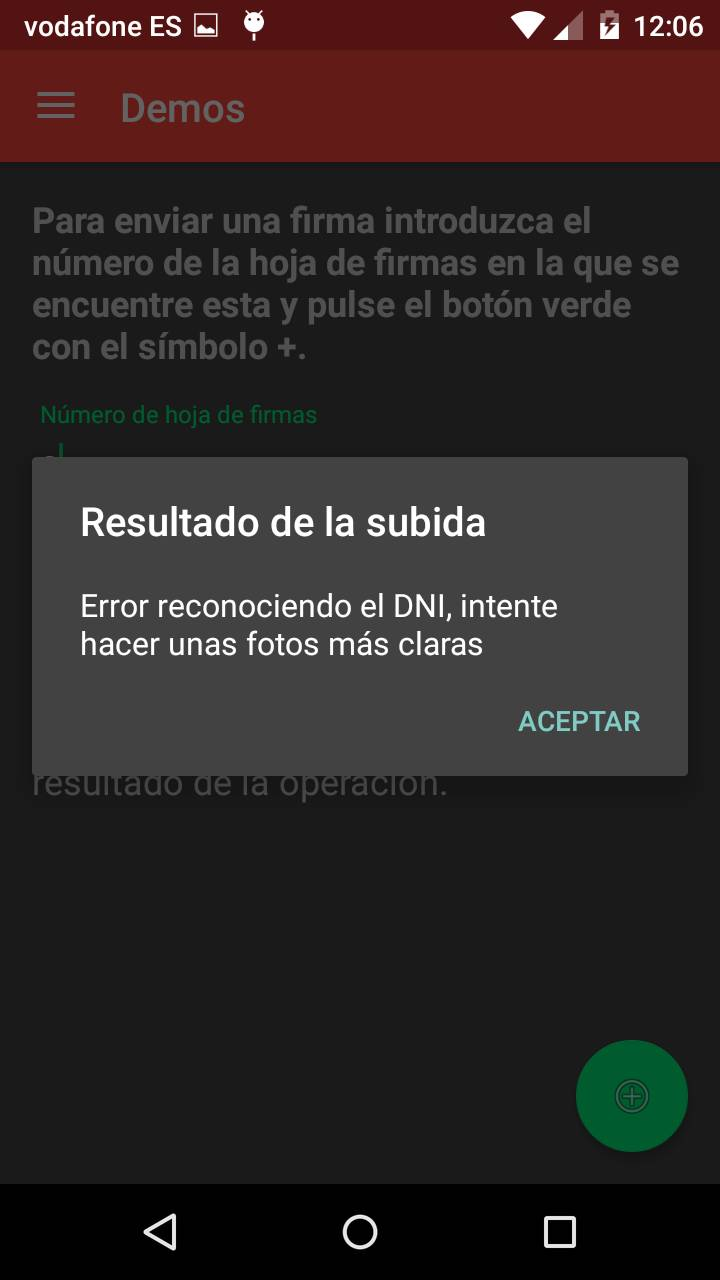 vodafone ES 12:06
Demos
Para enviar una firma introduzca el
número de la hoja de firmas en la que se
encuentre esta y pulse el botón verde
con el símbolo +.
Número de hoja de firmas
Resultado de la subida
Error reconociendo el DNI, intente
hacer unas fotos más claras
ACEPTAR
resultado de la operación.